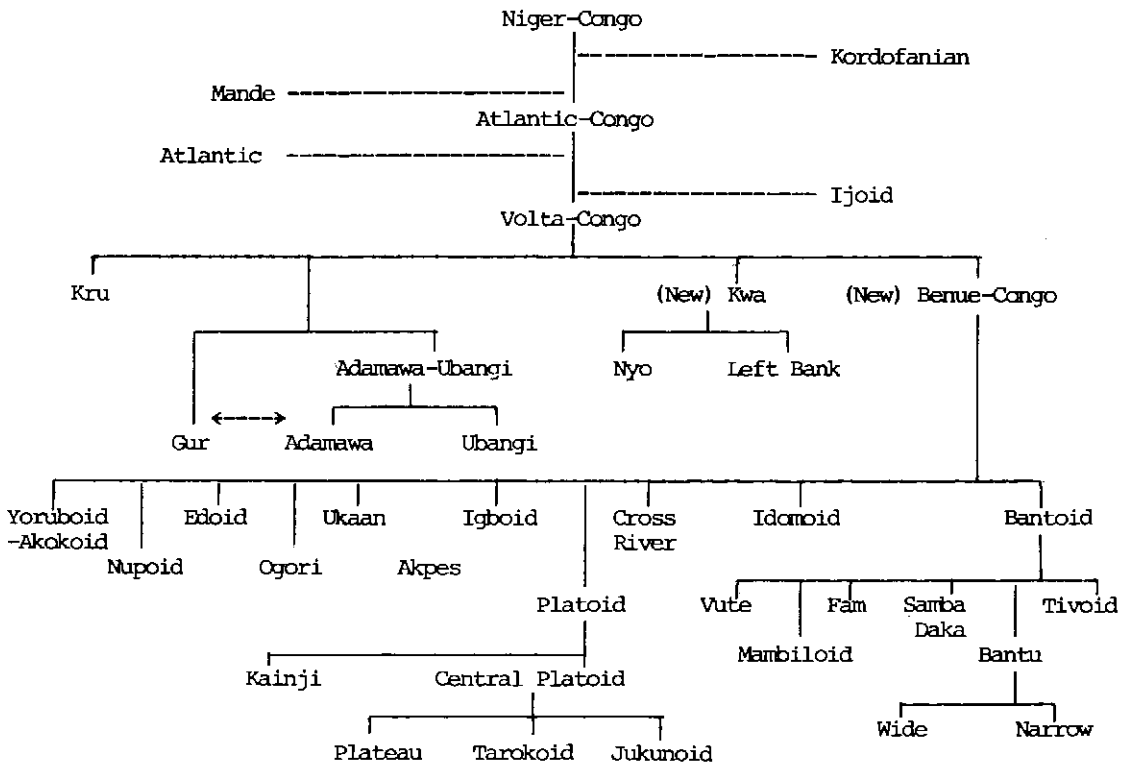 Niger-Congo
Kordofanian
Mande
Atlantic-Congo
Atlantic
Ijoid
Volta-Congo
Kru
(New) Kwa
(New) Benue-Congo
Adamawa-Ubangi
Nyo
Left Bank
Gur
Adamawa
Ubangi
Yoruboid
-Akokoid
Nupoid
Edoid
Ogori
Ukaan
Akpes
Igboid
Platoid
Cross
River
Idomoid
Bantoid
Vute
Mambiloid
Fam
Samba
Daka
Bantu
Tivoid
Kainji
Central Platoid
Wide
Narrow
Plateau
Tarokoid
Jukunoid